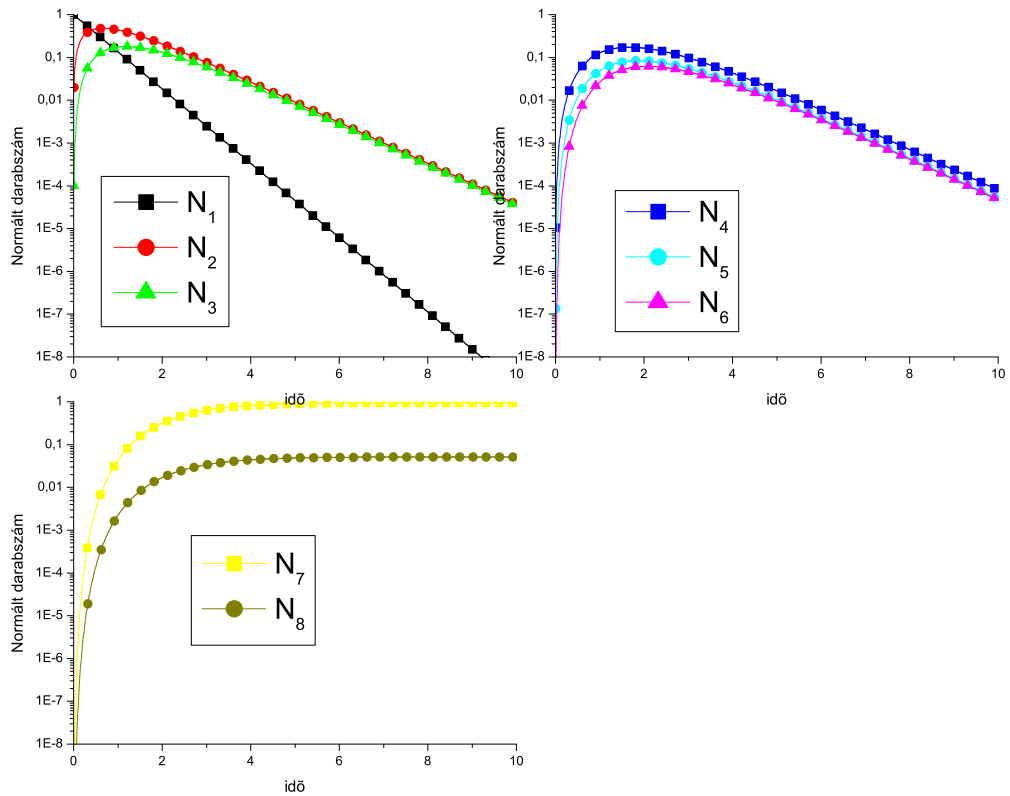 1
0,1
0,01
1E-3
1E-4
1E-5
1E-6
1E-7
1E-8
0
2
4
6
8
10
Normált darabszám
idõ
N1
N2
N3
1
0,1
0,01
1E-3
1E-4
1E-5
1E-6
1E-7
1E-8
0
2
4
6
8
10
Normált darabszám
idõ
N4
N5
N6
1
0,1
0,01
1E-3
1E-4
1E-5
1E-6
1E-7
1E-8
0
2
4
6
8
10
Normált darabszám
idõ
N7
N8